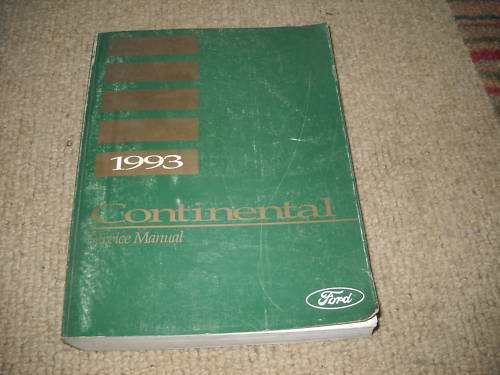 1993
Continental
Service Manual
Ford